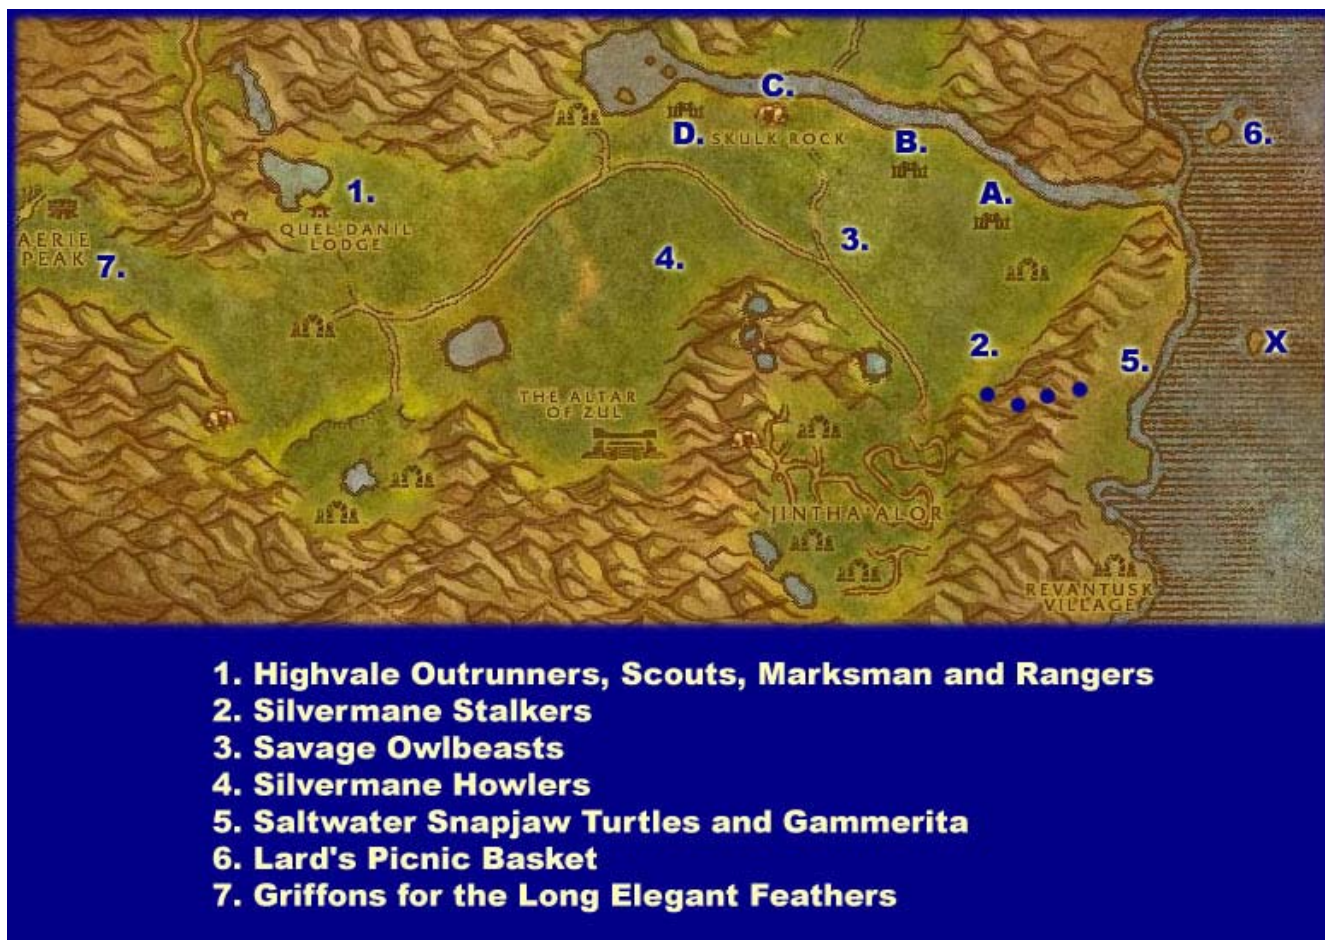 C.
D. SKULK ROCK
B.
6.
1.
A.
QUEL'DANIL
LODGE
AERIE
PEAK
3.
4.
7.
2.
X
5.
THE ALTAR
OF ZUL
JINTHA'ALOR
REVANTUSK
VILLAGE
1. Highvale Outrunners, Scouts, Marksman and Rangers
2. Silvermane Stalkers
3. Savage Owlbeasts
4. Silvermane Howlers
5. Saltwater Snapjaw Turtles and Gammerita
6. Lard's Picnic Basket
7. Griffons for the Long Elegant Feathers